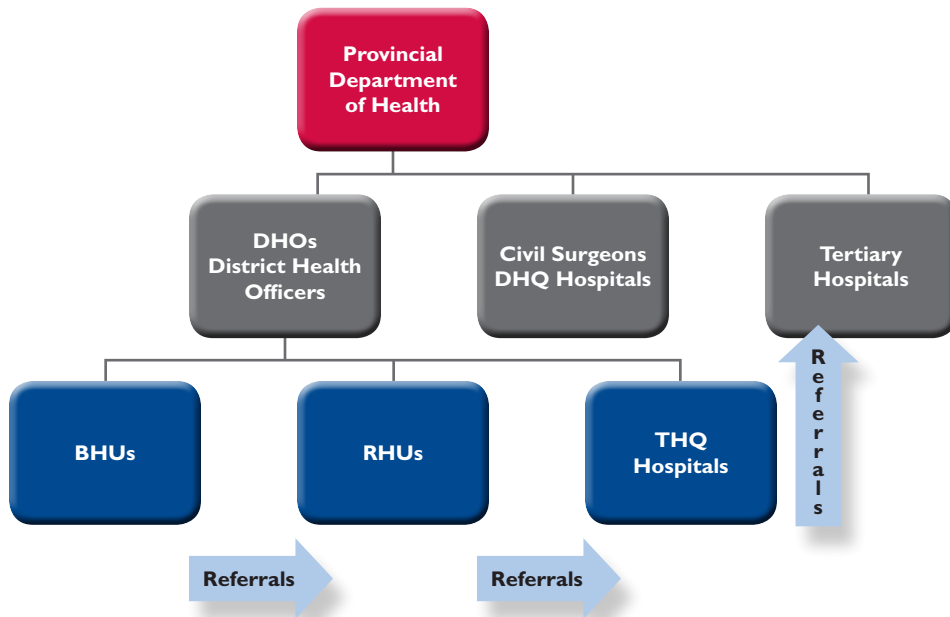 Provincial
Department
of Health
DHOs
District Health
Officers
Civil Surgeons
DHQ Hospitals
Tertiary
Hospitals
BHUs
RHUs
THQ
Hospitals
Referrals
Referrals
Referrals